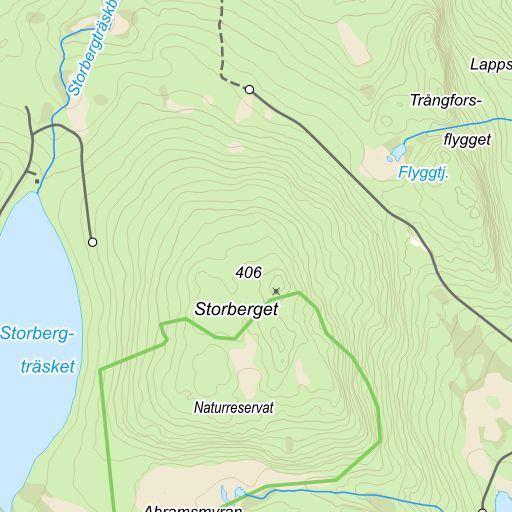 Storbergträskb
Lapps
Trångfors-
flygget
Flyggtj.
406
Storberget
Storberg-
träsket
Naturreservat
Abramsmyran